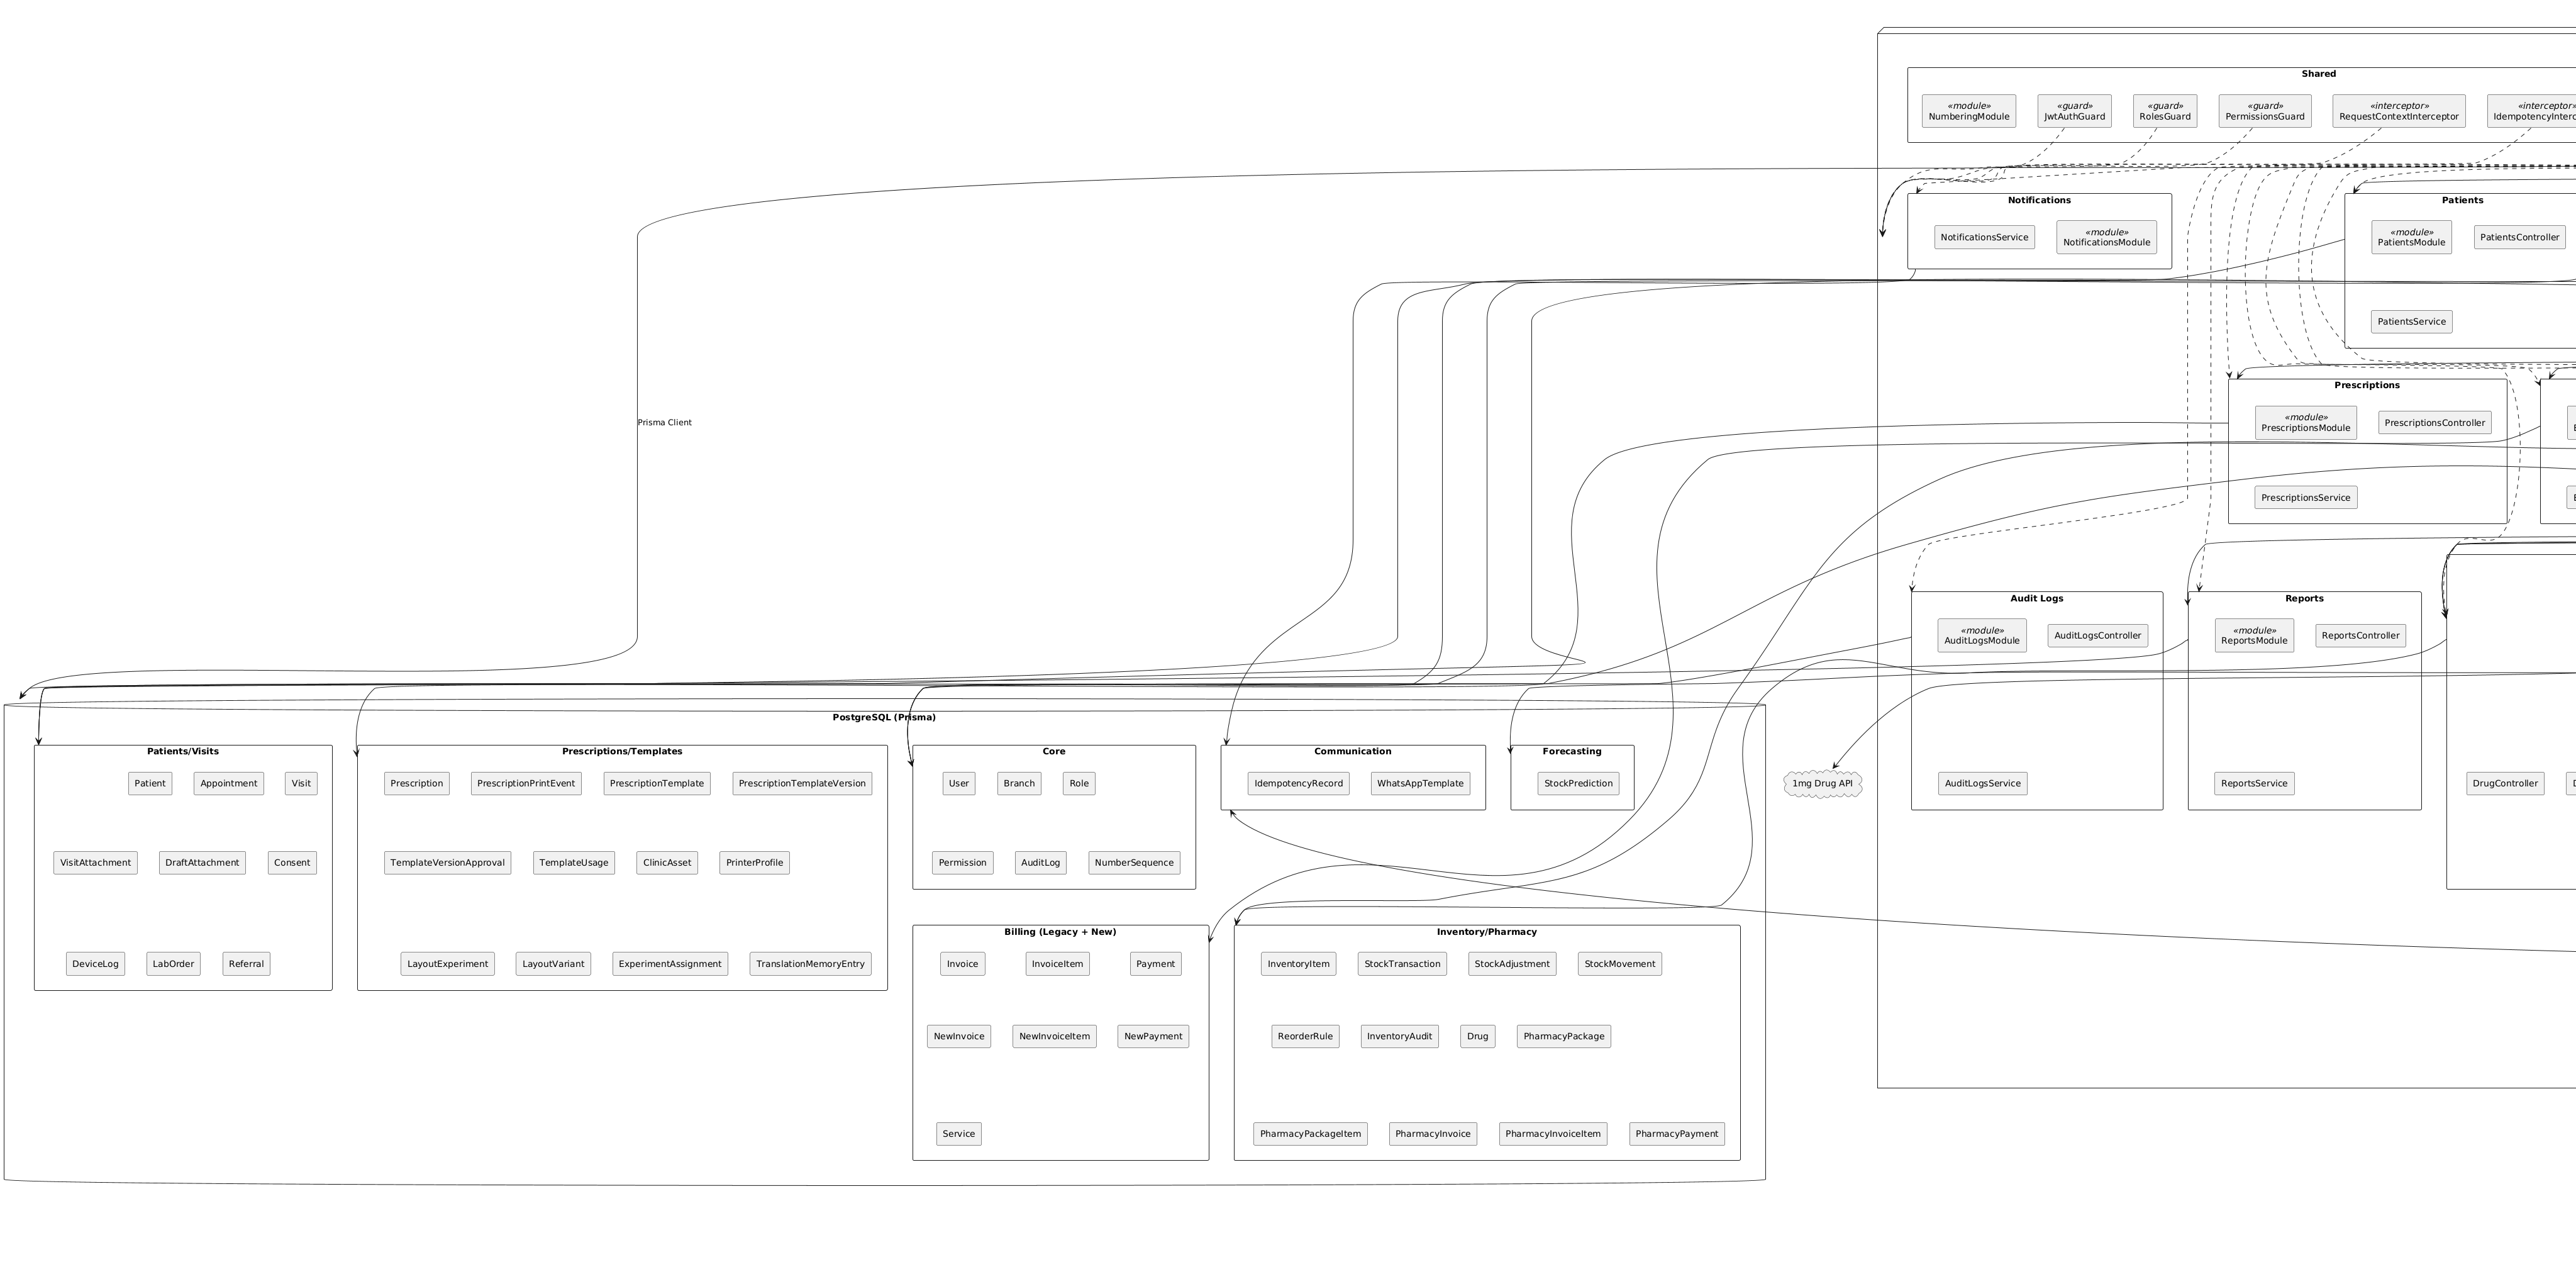 Shared
«module»
NumberingModule
«guard»
JwtAuthGuard
«guard»
RolesGuard
«guard»
PermissionsGuard
«interceptor»
RequestContextInterceptor
«interceptor»
Notifications
NotificationsService
«module»
NotificationsModule
Patients
«module»
PatientsModule
PatientsController
PatientsService
Prisma Client
Prescriptions
«module»
PrescriptionsModule
PrescriptionsController
PrescriptionsService
Audit Logs
«module»
AuditLogsModule
AuditLogsController
AuditLogsService
Reports
«module»
ReportsModule
ReportsController
ReportsService
DrugController
1mg Drug API
PostgreSQL (Prisma)
Patients/Visits
Patient
Appointment
Visit
VisitAttachment
DraftAttachment
Consent
DeviceLog
LabOrder
Referral
Prescriptions/Templates
Prescription
PrescriptionPrintEvent
PrescriptionTemplate
PrescriptionTemplateVersion
TemplateVersionApproval
TemplateUsage
ClinicAsset
PrinterProfile
LayoutExperiment
LayoutVariant
ExperimentAssignment
TranslationMemoryEntry
Core
User
Branch
Role
Permission
AuditLog
NumberSequence
Communication
IdempotencyRecord
WhatsAppTemplate
Forecasting
StockPrediction
Billing (Legacy + New)
Invoice
InvoiceItem
Payment
NewInvoice
NewInvoiceItem
NewPayment
Service
Inventory/Pharmacy
InventoryItem
StockTransaction
StockAdjustment
StockMovement
ReorderRule
InventoryAudit
Drug
PharmacyPackage
PharmacyPackageItem
PharmacyInvoice
PharmacyInvoiceItem
PharmacyPayment